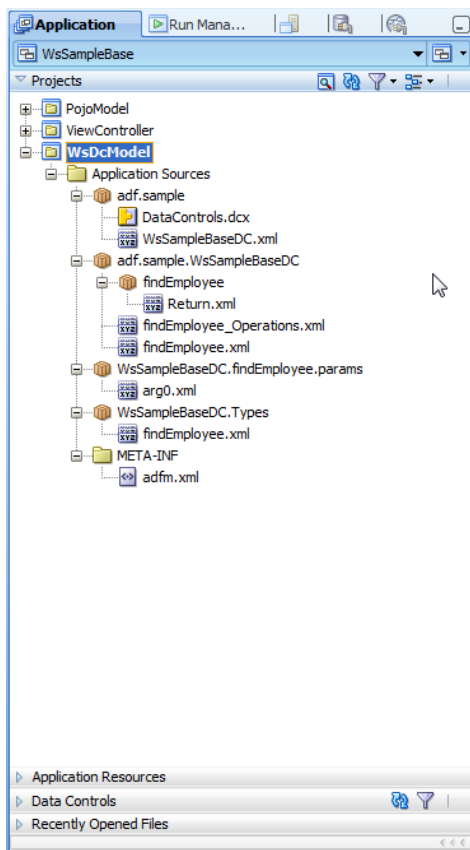 Application Run Mana...
WsSampleBase
Projects
PojoModel
ViewController
WsDcModel
Application Sources
adf.sample
DataControls.dcx
WsSampleBaseDC.xml
adf.sample.WsSampleBaseDC
findEmployee
Return.xml
findEmployee_Operations.xml
findEmployee.xml
WsSampleBaseDC.findEmployee.params
arg0.xml
WsSampleBaseDC.Types
findEmployee.xml
META-INF
adfm.xml
Application Resources
Data Controls
Recently Opened Files